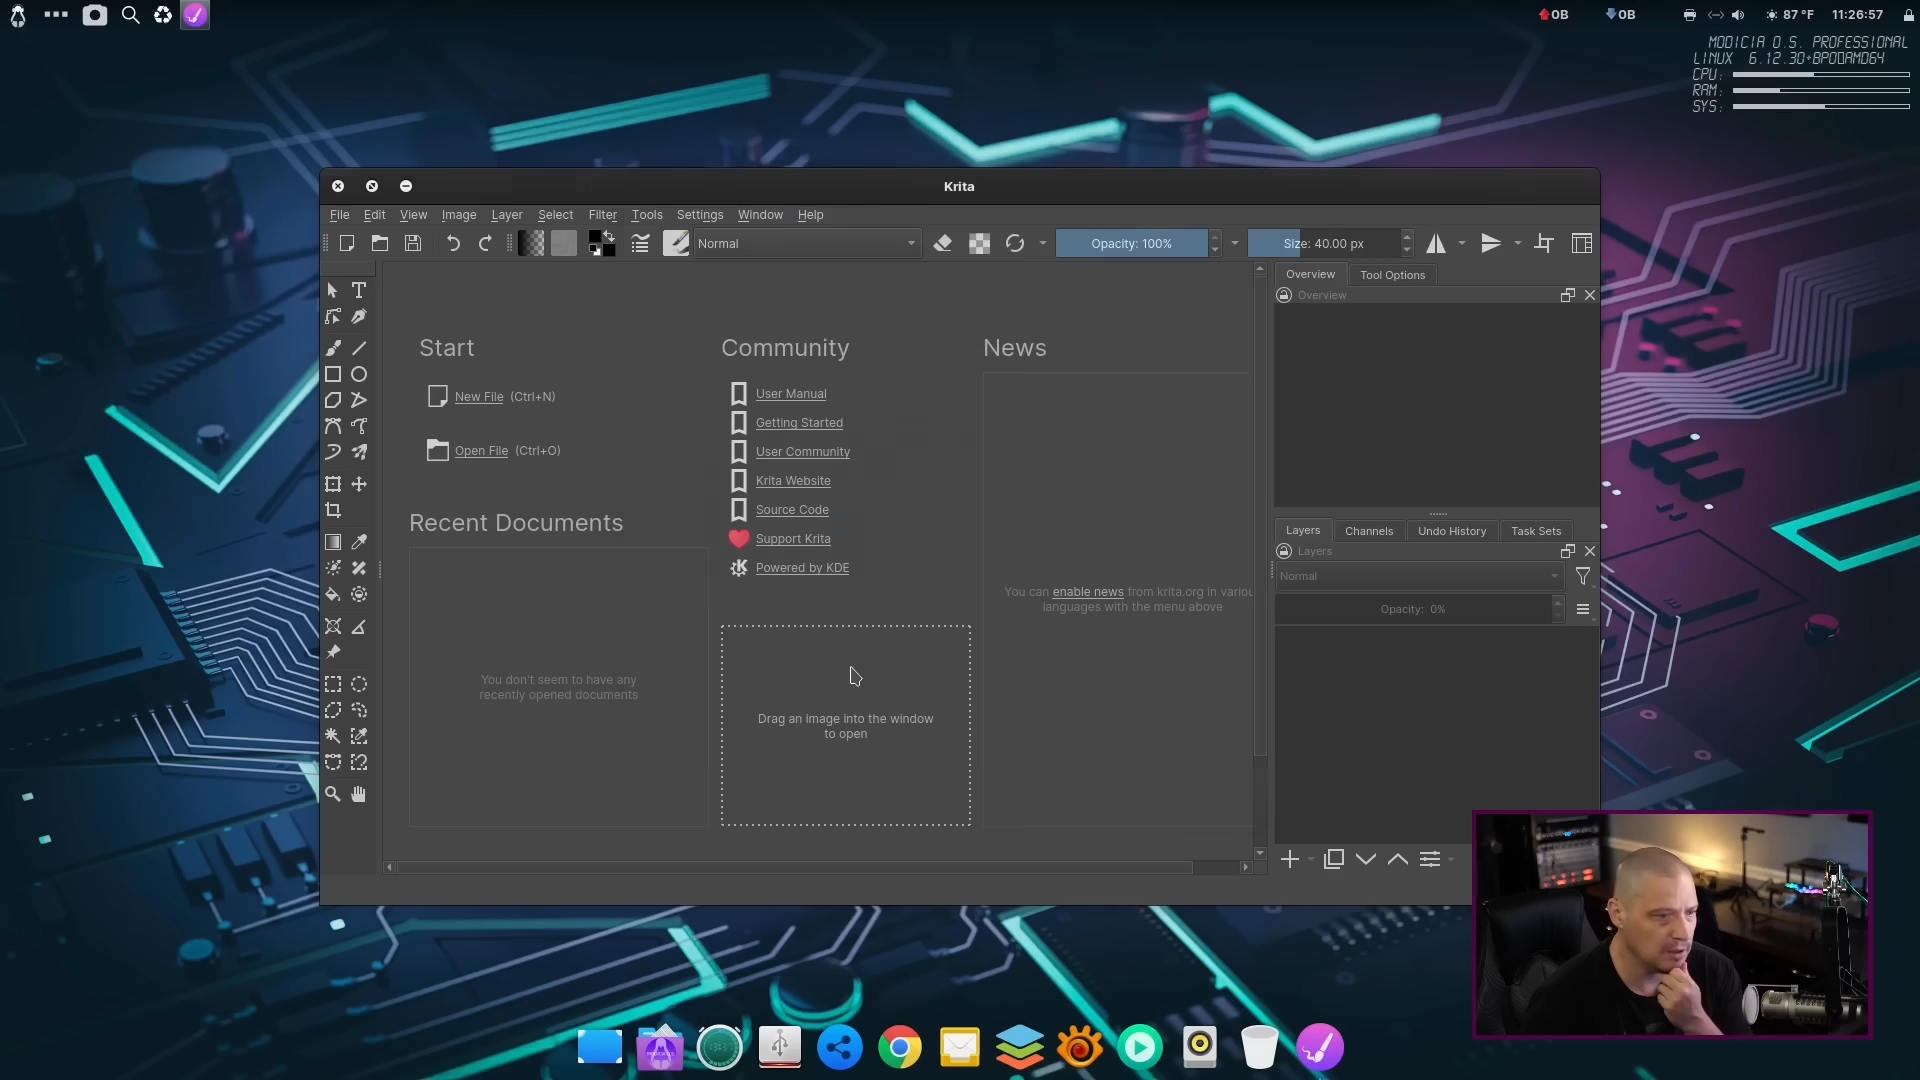 0B
0B
87 °F
11:26:57
MODICIA O.S. PROFESSIONAL
LINUX 6.12.30+BPO-AMD64
CPU:
RAM:
SYS:
Krita
File Edit View Image Layer Select Filter Tools Settings Window Help
Normal
Opacity: 100%
Size: 40.00 px
Overview
Tool Options
Overview
Start
New File (Ctrl+N)
Open File (Ctrl+O)
Recent Documents
You don't seem to have any
recently opened documents
Community
User Manual
Getting Started
User Community
Krita Website
Source Code
Support Krita
Powered by KDE
Drag an image into the window
to open
News
You can enable news from krita.org in variou
languages with the menu above
Layers
Channels
Undo History
Task Sets
Layers
Normal
Opacity: 0%